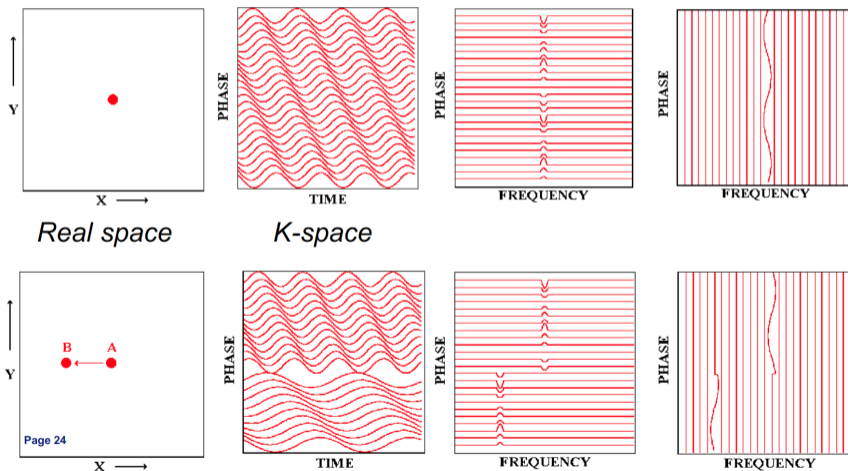 Y
X
PHASE
TIME
PHASE
FREQUENCY
PHASE
FREQUENCY
Real space
K-space
Y
B
A
Page 24
X
PHASE
TIME
PHASE
FREQUENCY
PHASE
FREQUENCY